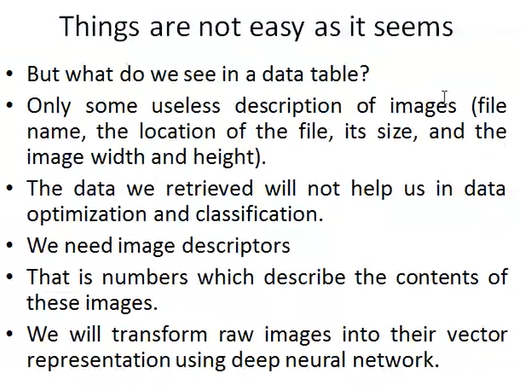 Things are not easy as it seems
• But what do we see in a data table?
• Only some useless description of images (file
name, the location of the file, its size, and the
image width and height).
• The data we retrieved will not help us in data
optimization and classification.
• We need image descriptors
• That is numbers which describe the contents of
these images.
• We will transform raw images into their vector
representation using deep neural network.